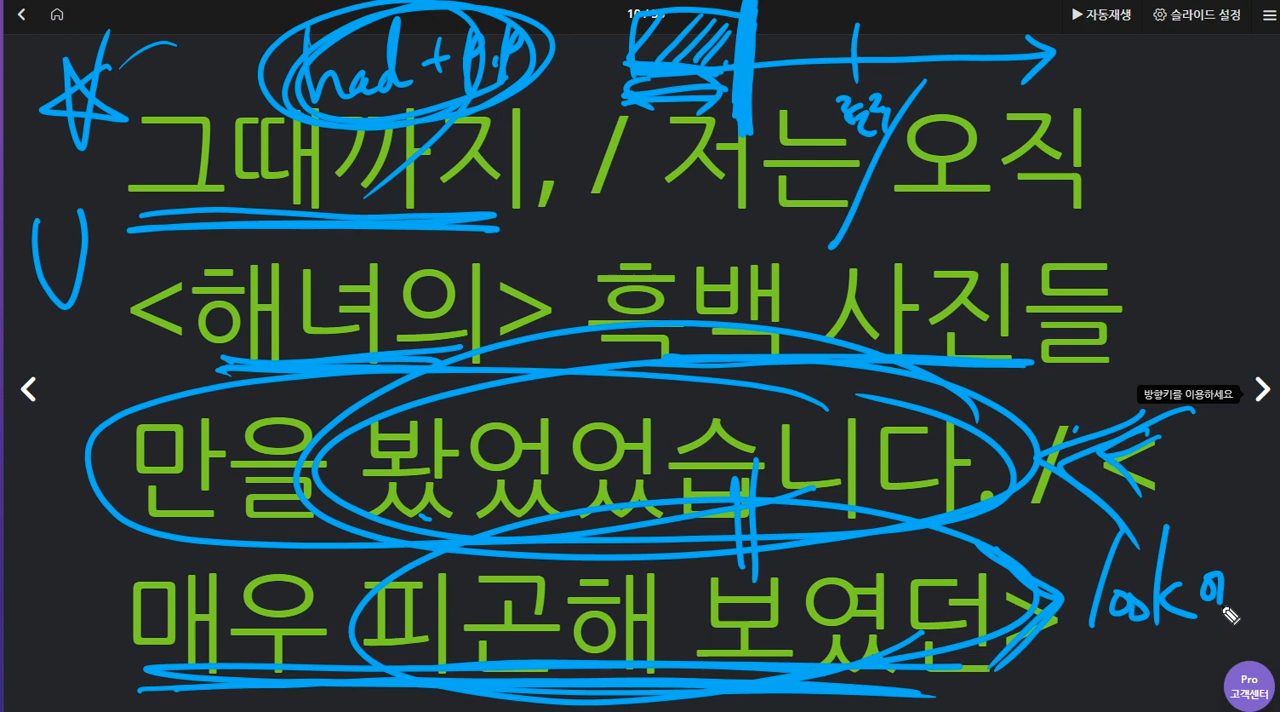 자동재생
슬라이드 설정
had + p.p
그때까지, / 저는 오직
<해녀의> 흑백 사진들
방향키를 이용하세요
만을 봤었었습니다. / <
매우 피곤해 보였던>
look
Pro
고객센터